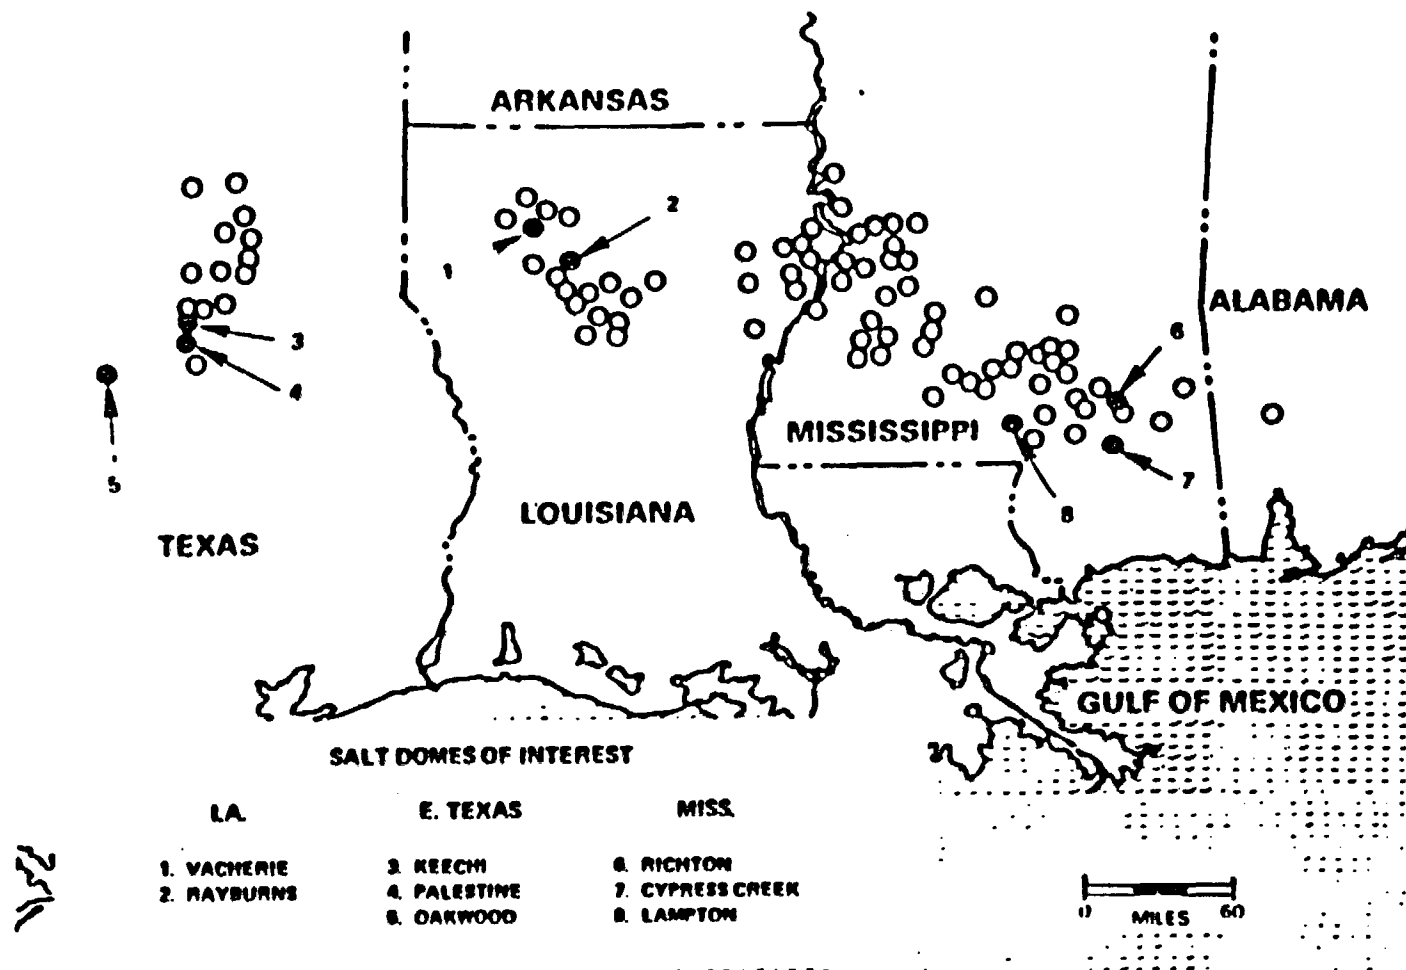 ARKANSAS
2
1
ALABAMA
6
3
4
MISSISSIPPI
5
7
8
LOUISIANA
TEXAS
GULF OF MEXICO
SALT DOMES OF INTEREST
LA. E. TEXAS MISS.
1. VACHERIE 3. KEECHI 6. RICHTON
2. RAYBURNS 4. PALESTINE 7. CYPRESS CREEK
5. OAKWOOD 8. LAMPTON
0 MILES 60